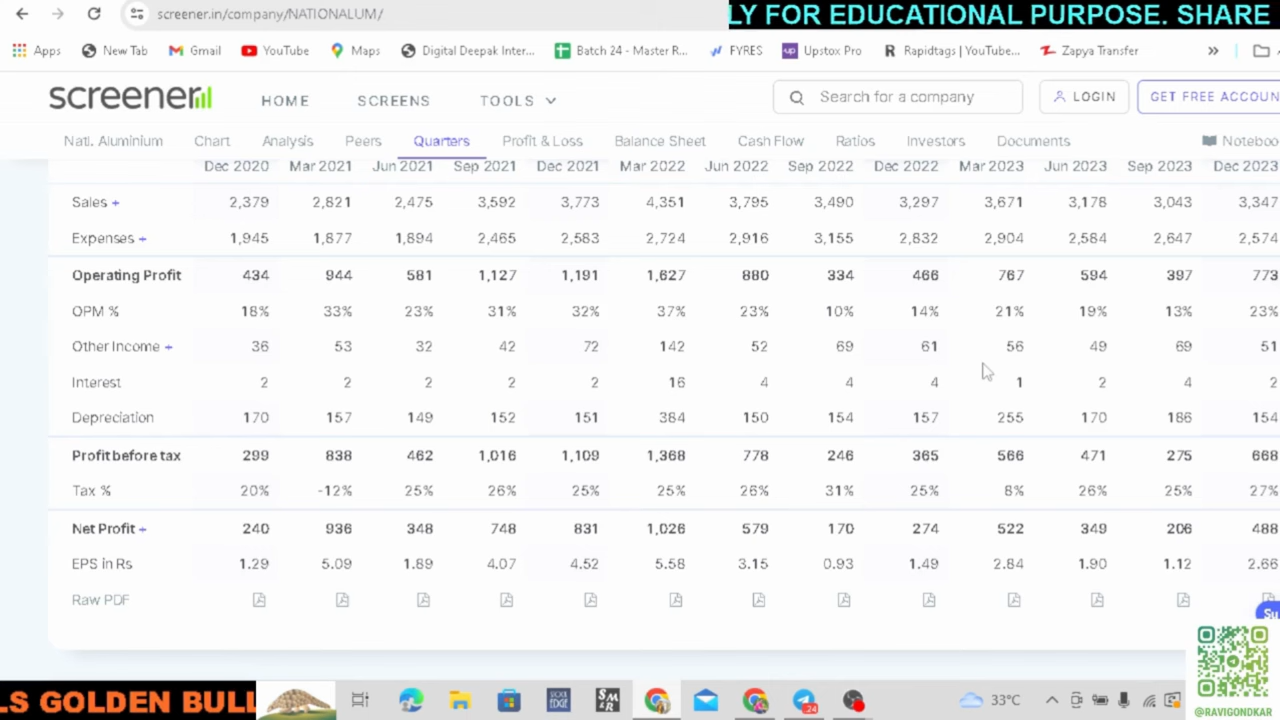 screener.in/company/NATIONALUM/
LY FOR EDUCATIONAL PURPOSE. SHARE
Apps New Tab Gmail YouTube Maps Digital Deepak Inter... Batch 24 - Master R... FYRES Upstox Pro Rapidtags | YouTube... Zapya Transfer »
screener HOME SCREENS TOOLS Search for a company LOGIN GET FREE ACCOUN
Natl. Aluminium Chart Analysis Peers Quarters Profit & Loss Balance Sheet Cash Flow Ratios Investors Documents Noteboo
Dec 2020 Mar 2021 Jun 2021 Sep 2021 Dec 2021 Mar 2022 Jun 2022 Sep 2022 Dec 2022 Mar 2023 Jun 2023 Sep 2023 Dec 2023
Sales + 2,379 2,821 2,475 3,592 3,773 4,351 3,795 3,490 3,297 3,671 3,178 3,043 3,347
Expenses + 1,945 1,877 1,894 2,465 2,583 2,724 2,916 3,155 2,832 2,904 2,584 2,647 2,574
Operating Profit 434 944 581 1,127 1,191 1,627 880 334 466 767 594 397 773
OPM % 18% 33% 23% 31% 32% 37% 23% 10% 14% 21% 19% 13% 23%
Other Income + 36 53 32 42 72 142 52 69 61 56 49 69 51
Interest 2 2 2 2 2 16 4 4 4 1 2 4 2
Depreciation 170 157 149 152 151 384 150 154 157 255 170 186 154
Profit before tax 299 838 462 1,016 1,109 1,368 778 246 365 566 471 275 668
Tax % 20% -12% 25% 26% 25% 25% 26% 31% 25% 8% 26% 25% 27%
Net Profit + 240 936 348 748 831 1,026 579 170 274 522 349 206 488
EPS in Rs 1.29 5.09 1.89 4.07 4.52 5.58 3.15 0.93 1.49 2.84 1.90 1.12 2.66
Raw PDF
Su
LS GOLDEN BULL
STOCK EDGE
24
33°C
@RAVIGONDKAR